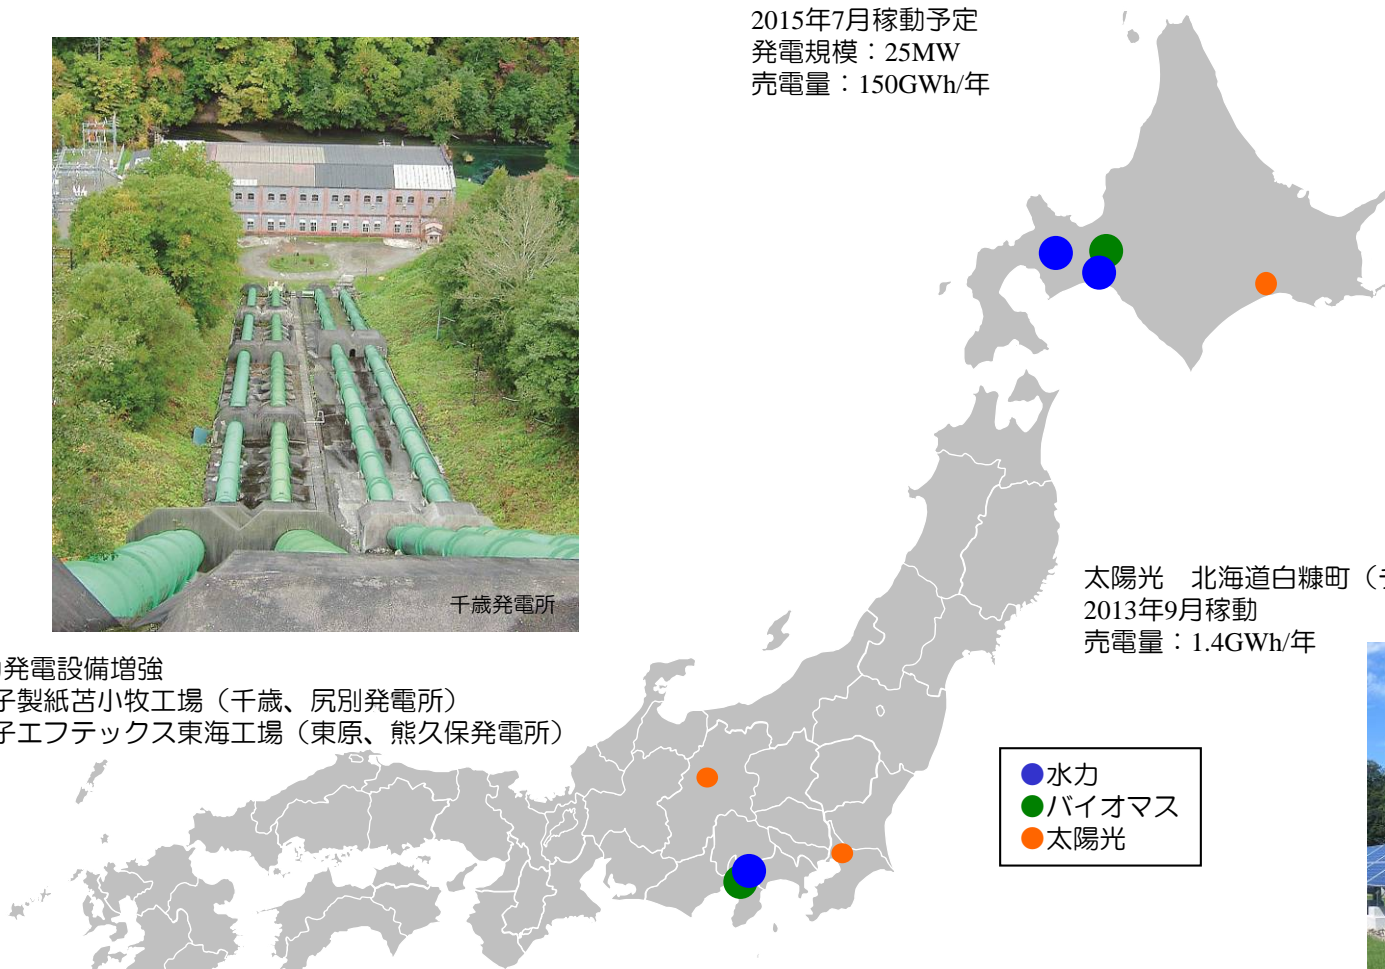 2015年7月稼動予定
発電規模：25MW
売電量：150GWh/年
千歳発電所
太陽光　北海道白糠町（
2013年9月稼動
売電量：1.4GWh/年
発電設備増強
子製紙苫小牧工場（千歳、尻別発電所）
子エフテックス東海工場（東原、熊久保発電所）
●水力
●バイオマス
●太陽光